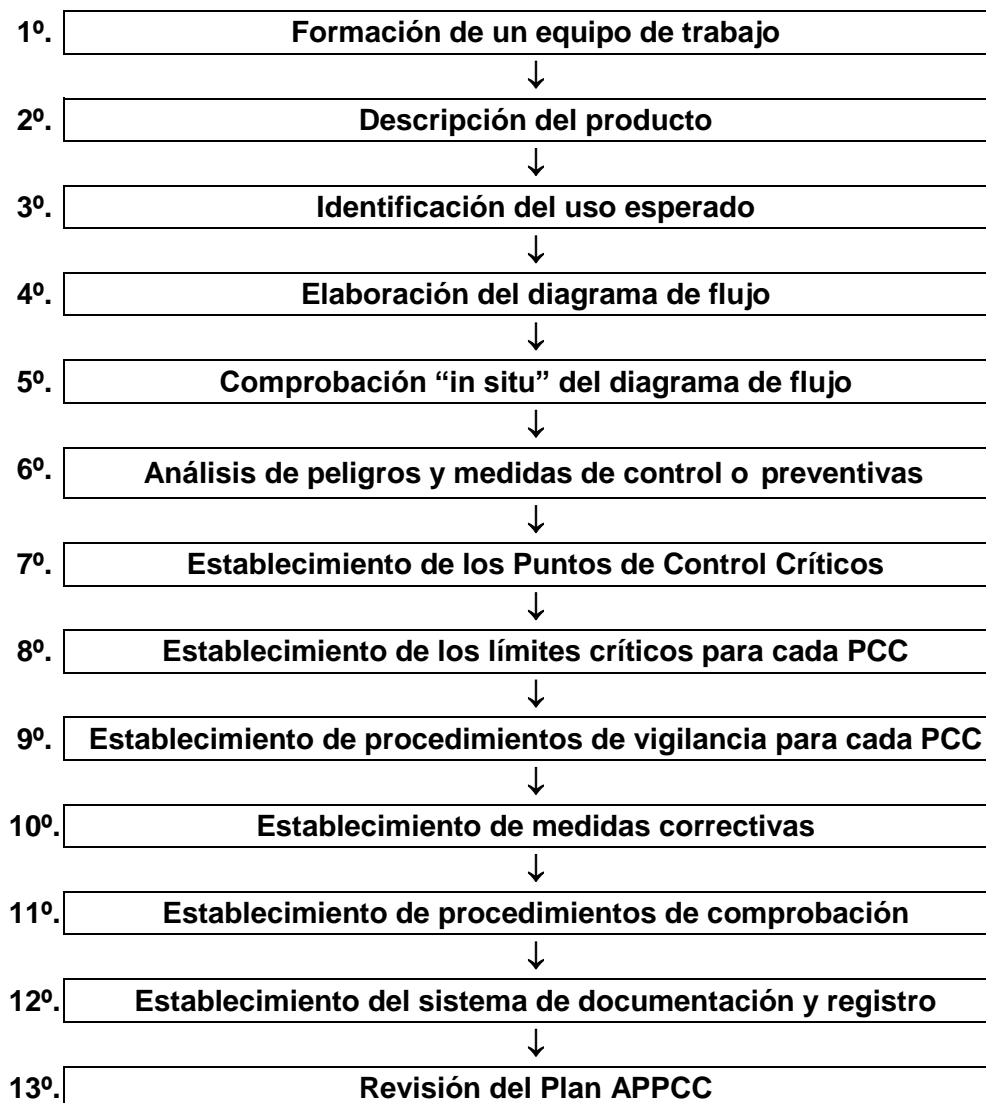 1º. Formación de un equipo de trabajo
↓
2º. Descripción del producto
↓
3º. Identificación del uso esperado
↓
4º. Elaboración del diagrama de flujo
↓
5º. Comprobación “in situ” del diagrama de flujo
↓
6º. Análisis de peligros y medidas de control o preventivas
↓
7º. Establecimiento de los Puntos de Control Críticos
↓
8º. Establecimiento de los límites críticos para cada PCC
↓
9º. Establecimiento de procedimientos de vigilancia para cada PCC
↓
10º. Establecimiento de medidas correctivas
↓
11º. Establecimiento de procedimientos de comprobación
↓
12º. Establecimiento del sistema de documentación y registro
↓
13º. Revisión del Plan APPCC